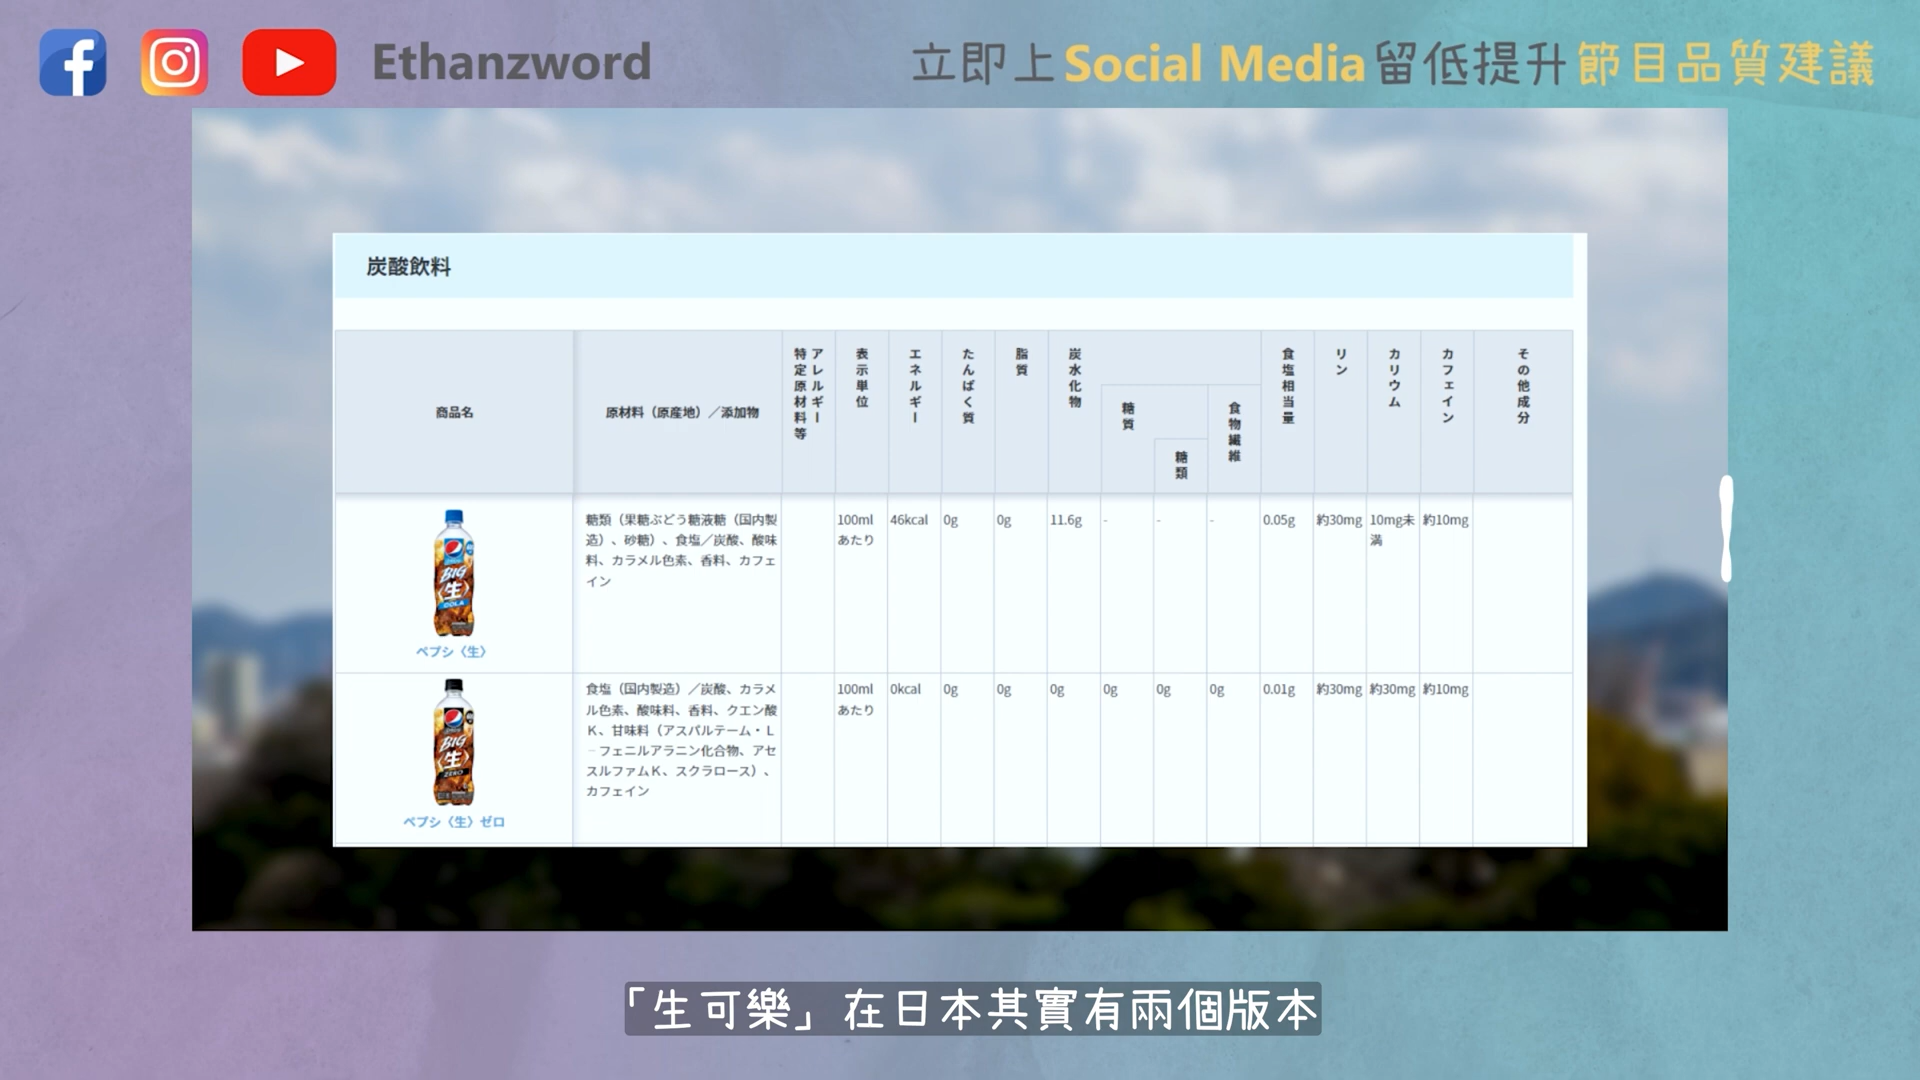 Ethanzword
立即上Social Media留低提升節目品質建議
炭酸飲料
商品名
原材料（原産地）／添加物
アレルギー
特定原材料等
表示単位
エネルギー
たんぱく質
脂質
炭水化物
糖質
糖類
食物繊維
食塩相当量
リン
カリウム
カフェイン
その他成分
BIG
〈生〉
COLA
ペプシ〈生〉
糖類（果糖ぶどう糖液糖（国内製
造）、砂糖）、食塩／炭酸、酸味
料、カラメル色素、香料、カフェ
イン
100ml
あたり
46kcal
0g
0g
11.6g
-
-
-
0.05g
約30mg
10mg未
満
約10mg
BIG
〈生〉
ZERO
ペプシ〈生〉ゼロ
食塩（国内製造）／炭酸、カラメ
ル色素、酸味料、香料、クエン酸
K、甘味料（アスパルテーム・L
－フェニルアラニン化合物、アセ
スルファムK、スクラロース）、
カフェイン
100ml
あたり
0kcal
0g
0g
0g
0g
0g
0g
0.01g
約30mg
約30mg
約10mg
「生可樂」在日本其實有兩個版本